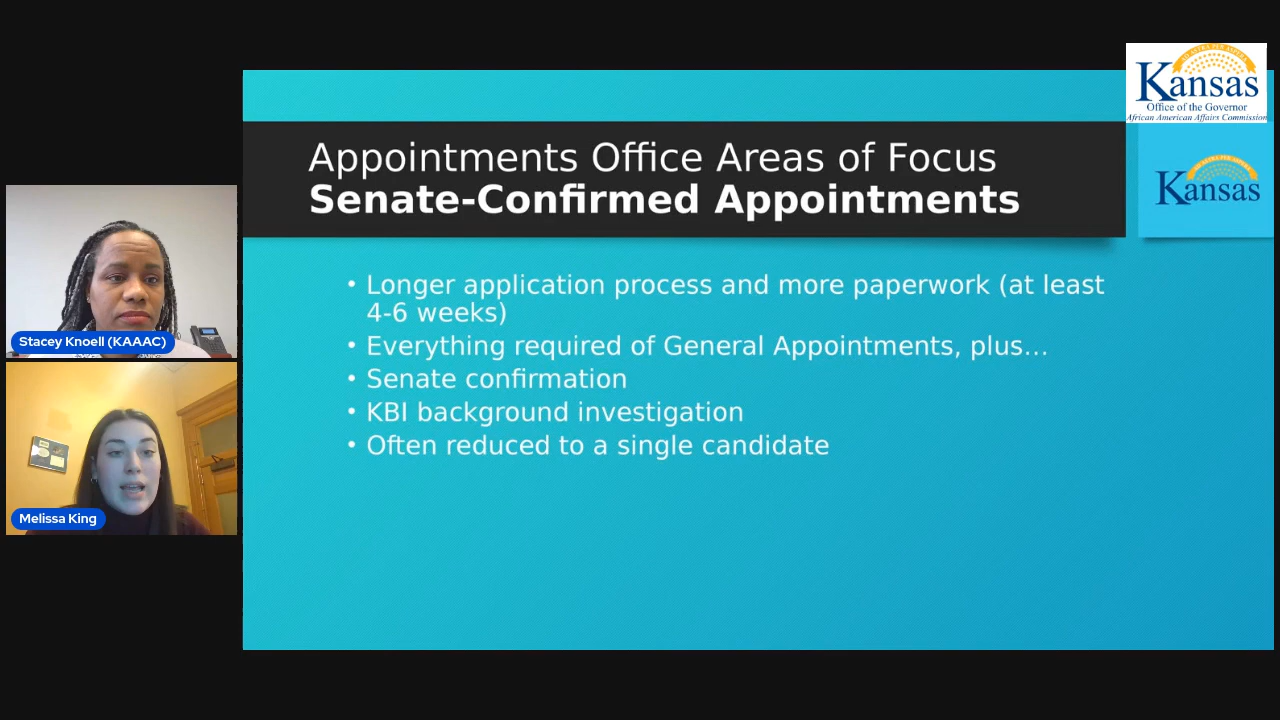 Kansas
Office of the Governor
African American Affairs Commission
Appointments Office Areas of Focus
Senate-Confirmed Appointments
Kansas
• Longer application process and more paperwork (at least
4-6 weeks)
• Everything required of General Appointments, plus...
• Senate confirmation
• KBI background investigation
• Often reduced to a single candidate
Stacey Knoell (KAAAC)
Melissa King